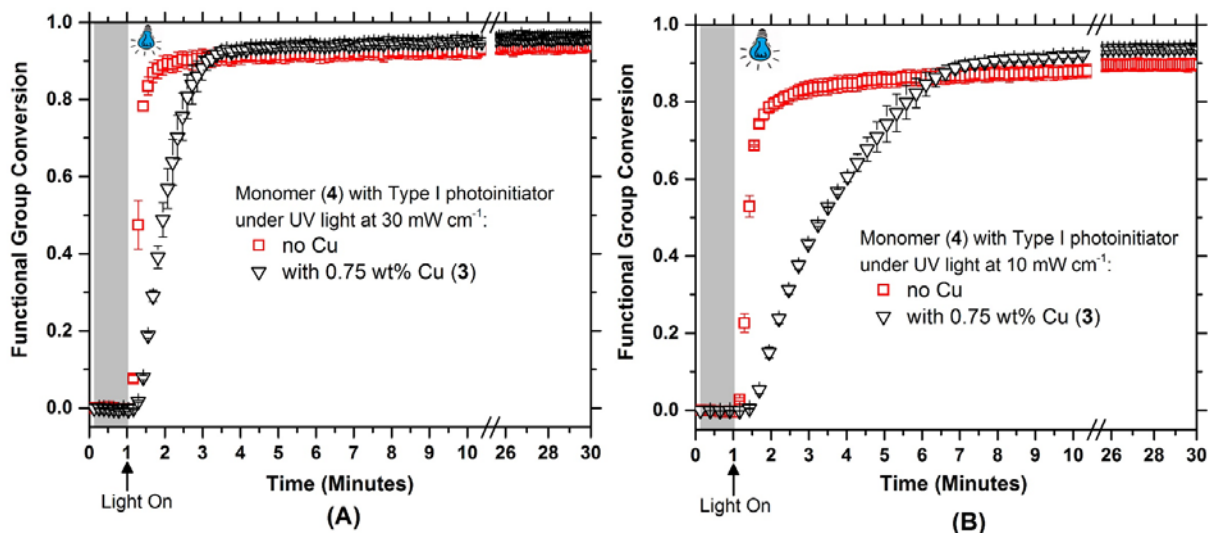 (A)
Functional Group Conversion
1.0
0.8
0.6
0.4
0.2
0.0
Monomer (4) with Type I photoinitiator
under UV light at 30 mW cm⁻¹:
no Cu
with 0.75 wt% Cu (3)
0 1 2 3 4 5 6 7 8 9 10 26 28 30
Time (Minutes)
Light On
(B)
Functional Group Conversion
1.0
0.8
0.6
0.4
0.2
0.0
Monomer (4) with Type I photoinitiator
under UV light at 10 mW cm⁻¹:
no Cu
with 0.75 wt% Cu (3)
0 1 2 3 4 5 6 7 8 9 10 26 28 30
Time (Minutes)
Light On